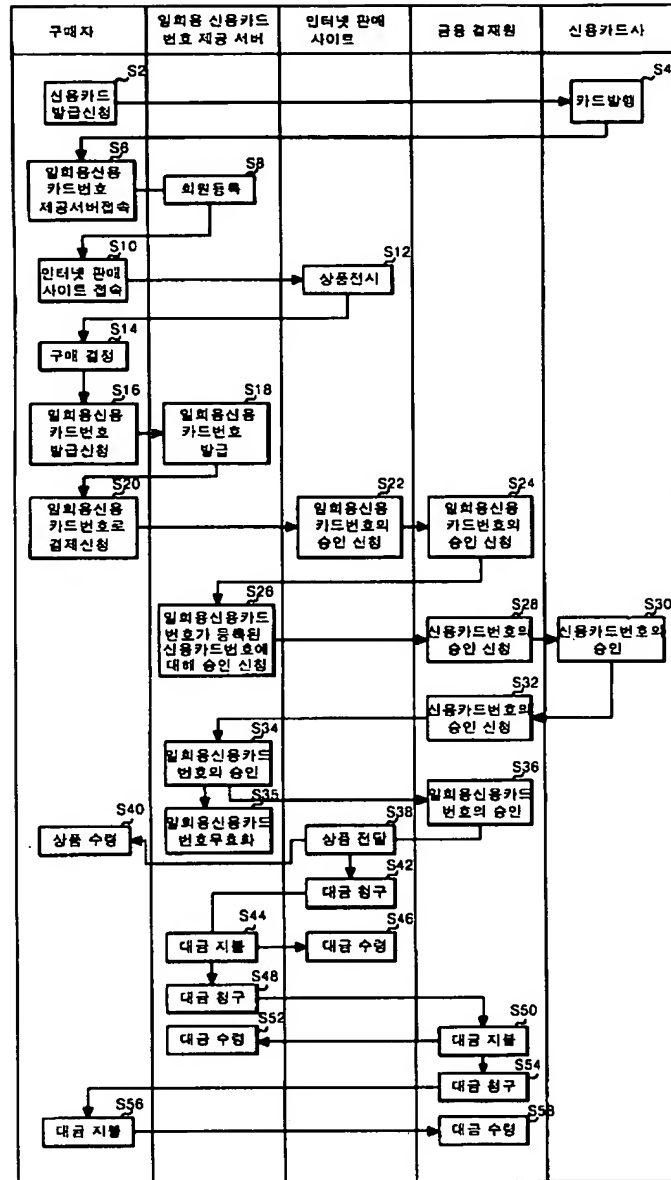 구매자
일회용 신용카드
번호 제공 서버
인터넷 판매
사이트
금융 결재원
신용카드사
S2
신용카드
발급신청
S4
카드발행
S6
일회용신용
카드번호
제공서버접속
S8
회원등록
S10
인터넷 판매
사이트 접속
S12
상품전시
S14
구매 결정
S16
일회용신용
카드번호
발급신청
S18
일회용신용
카드번호
발급
S20
일회용신용
카드번호로
결제신청
S22
일회용신용
카드번호의
승인 신청
S24
일회용신용
카드번호의
승인 신청
S26
일회용신용카드
번호가 등록된
신용카드번호에
대해 승인 신청
S28
신용카드번호의
승인 신청
S30
신용카드번호의
승인
S32
신용카드번호의
승인 신청
S34
일회용신용카드
번호의 승인
S35
일회용신용카드
번호무효화
S36
일회용신용카드
번호의 승인
S38
상품 전달
S40
상품 수령
S42
대금 청구
S44
대금 지불
S46
대금 수령
S48
대금 청구
S50
대금 지불
S52
대금 수령
S54
대금 청구
S56
대금 지불
S58
대금 수령